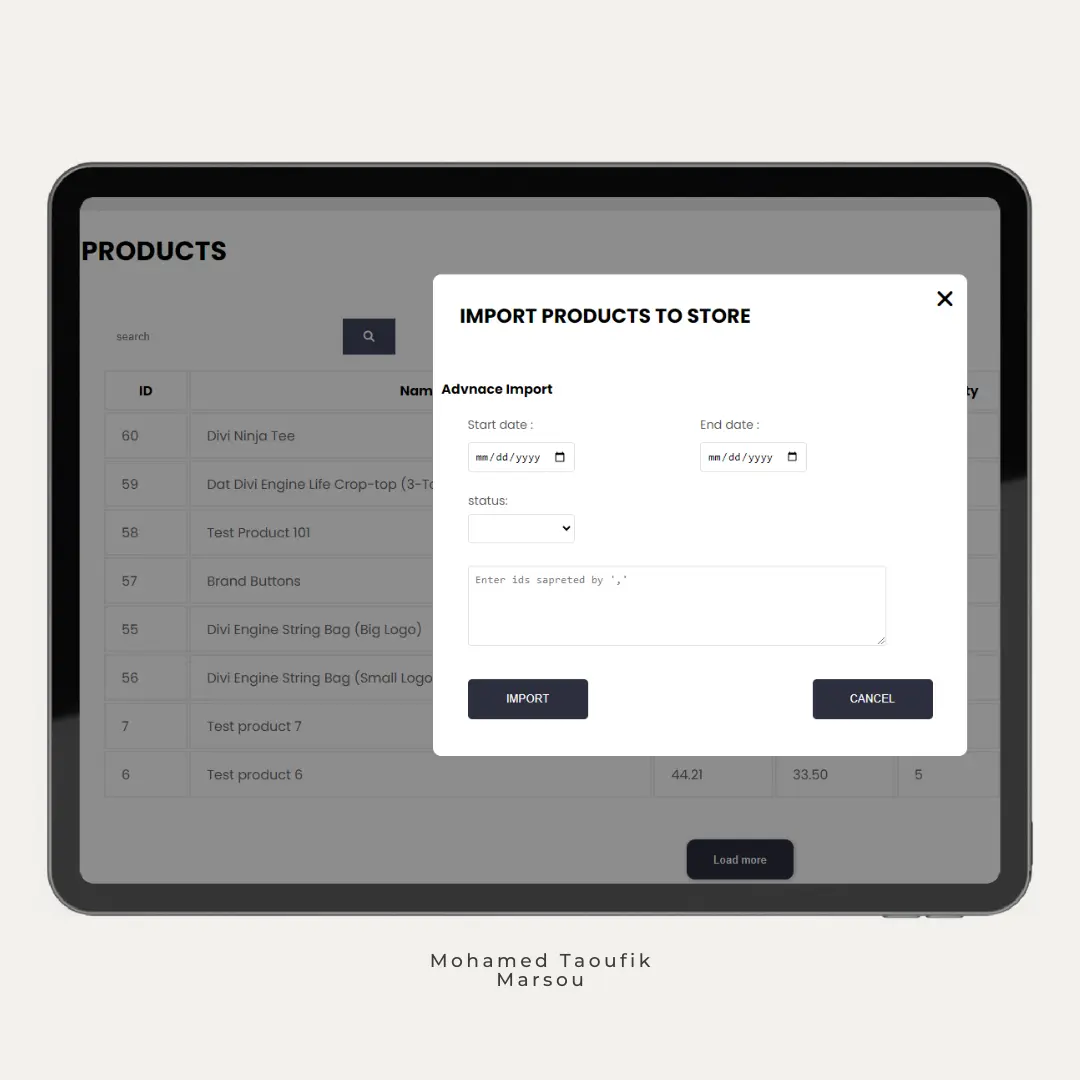 PRODUCTS
IMPORT PRODUCTS TO STORE
search
ID Nam ty
Advnace Import
Start date : End date :
mm/dd/yyyy mm/dd/yyyy
status:
Enter ids sapreted by ','
IMPORT CANCEL
60 Divi Ninja Tee
59 Dat Divi Engine Life Crop-top (3-To
58 Test Product 101
57 Brand Buttons
55 Divi Engine String Bag (Big Logo)
56 Divi Engine String Bag (Small Logo
7 Test product 7
6 Test product 6 44.21 33.50 5
Load more
Mohamed Taoufik
Marsou